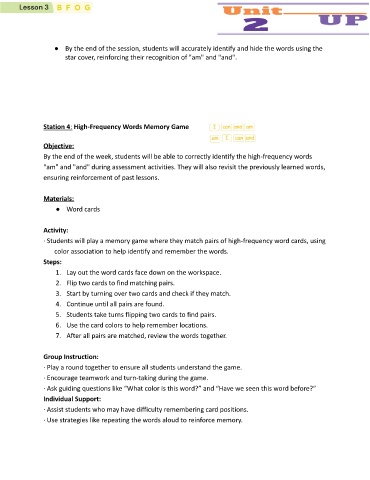 Lesson 3 B F O G
Unit
2 UP
● By the end of the session, students will accurately identify and hide the words using the
star cover, reinforcing their recognition of "am" and "and".
Station 4: High-Frequency Words Memory Game
I can and am
am I can and
Objective:
By the end of the week, students will be able to correctly identify the high-frequency words
"am" and "and" during assessment activities. They will also revisit the previously learned words,
ensuring reinforcement of past lessons.
Materials:
● Word cards
Activity:
· Students will play a memory game where they match pairs of high-frequency word cards, using
color association to help identify and remember the words.
Steps:
1. Lay out the word cards face down on the workspace.
2. Flip two cards to find matching pairs.
3. Start by turning over two cards and check if they match.
4. Continue until all pairs are found.
5. Students take turns flipping two cards to find pairs.
6. Use the card colors to help remember locations.
7. After all pairs are matched, review the words together.
Group Instruction:
· Play a round together to ensure all students understand the game.
· Encourage teamwork and turn-taking during the game.
· Ask guiding questions like “What color is this word?” and “Have we seen this word before?”
Individual Support:
· Assist students who may have difficulty remembering card positions.
· Use strategies like repeating the words aloud to reinforce memory.